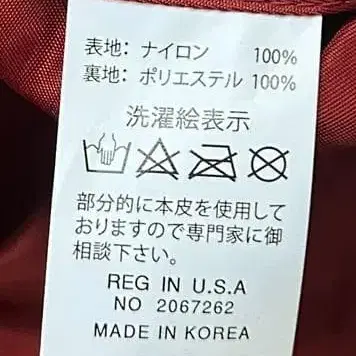 表地: ナイロン 100%
裏地: ポリエステル 100%
洗濯絵表示
部分的に本皮を使用して
おりますので専門家に御
相談下さい。
REG IN U.S.A
NO 2067262
MADE IN KOREA